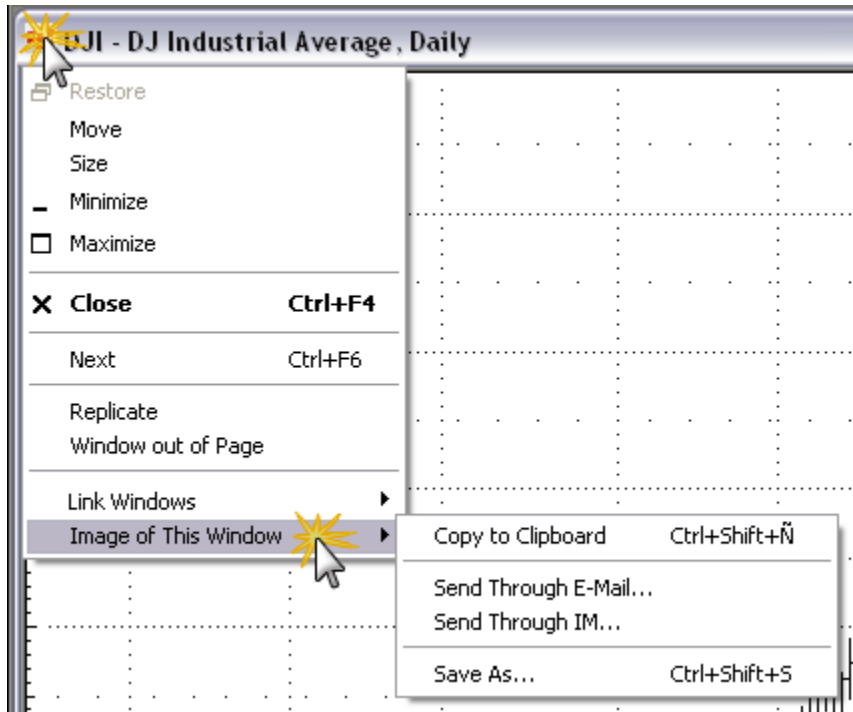 DJI - DJ Industrial Average, Daily
Restore
Move
Size
Minimize
Maximize
Close Ctrl+F4
Next Ctrl+F6
Replicate
Window out of Page
Link Windows
Image of This Window
Copy to Clipboard Ctrl+Shift+Ñ
Send Through E-Mail...
Send Through IM...
Save As... Ctrl+Shift+S